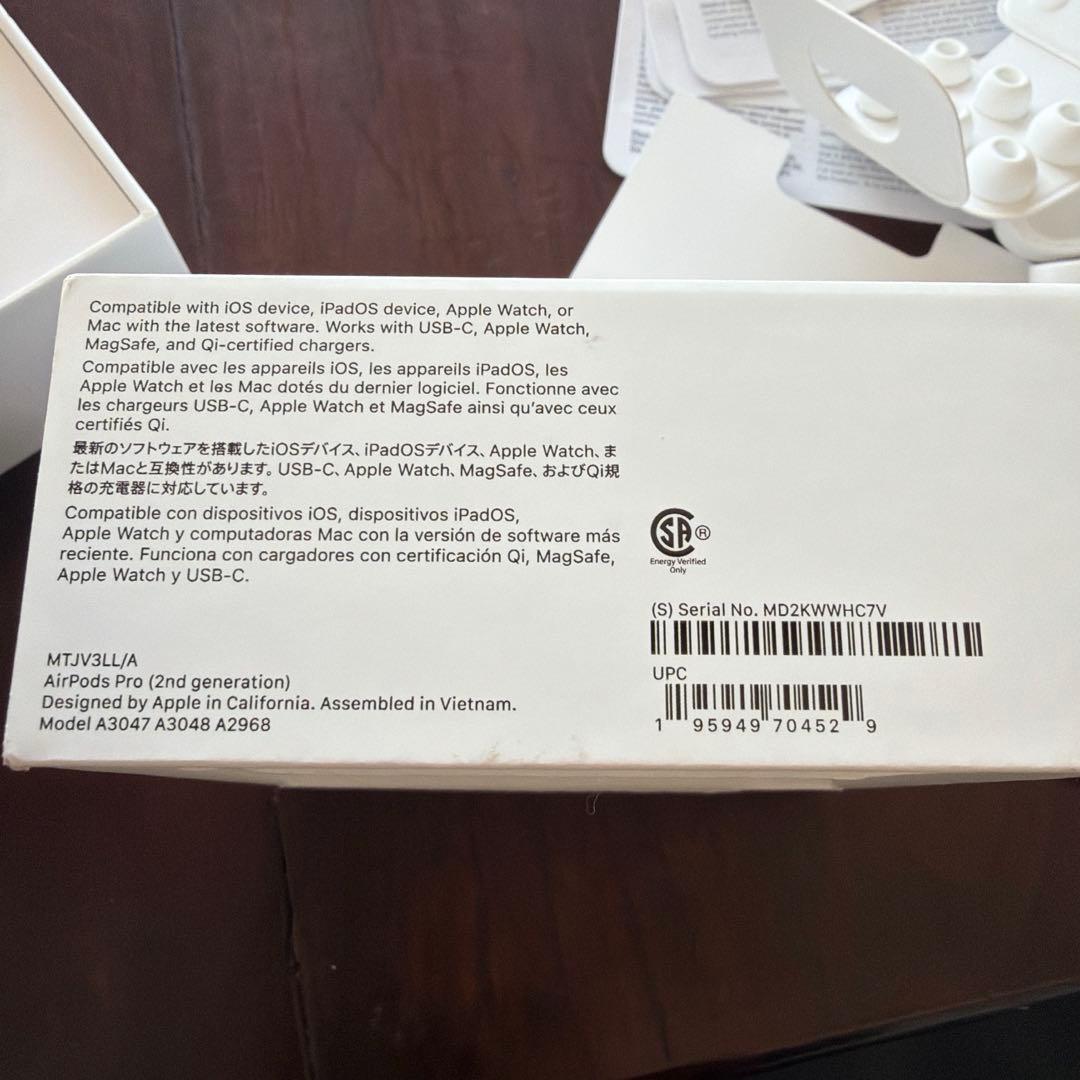 Compatible with iOS device, iPadOS device, Apple Watch, or
Mac with the latest software. Works with USB-C, Apple Watch,
MagSafe, and Qi-certified chargers.
Compatible avec les appareils iOS, les appareils iPadOS, les
Apple Watch et les Mac dotés du dernier logiciel. Fonctionne avec
les chargeurs USB-C, Apple Watch et MagSafe ainsi qu'avec ceux
certifiés Qi.
最新のソフトウェアを搭載したiOSデバイス、iPadOSデバイス、Apple Watch、ま
たはMacと互換性があります。USB-C、Apple Watch、MagSafe、およびQi規
格の充電器に対応しています。
Compatible con dispositivos iOS, dispositivos iPadOS,
Apple Watch y computadoras Mac con la versión de software más
reciente. Funciona con cargadores con certificación Qi, MagSafe,
Apple Watch y USB-C.
MTJV3LL/A
AirPods Pro (2nd generation)
Designed by Apple in California. Assembled in Vietnam.
Model A3047 A3048 A2968
SA®
Energy Verified
Only
(S) Serial No. MD2KWWHC7V
UPC
1 95949 70452 9